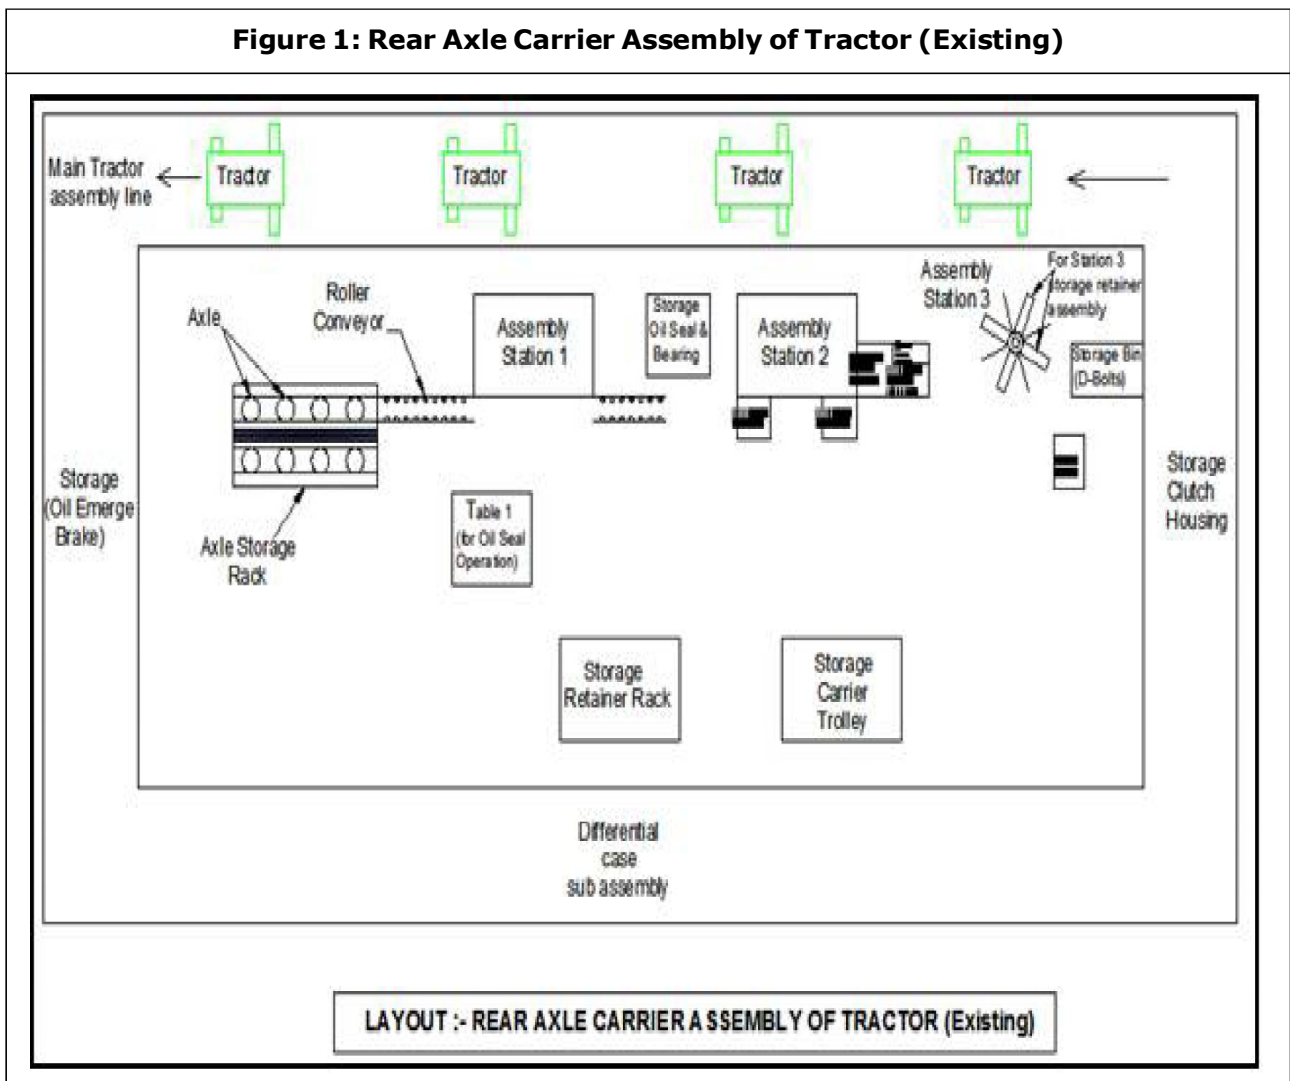 Figure 1: Rear Axle Carrier Assembly of Tractor (Existing)
Main Tractor
assembly line
Tractor
Tractor
Tractor
Tractor
Axle
Roller
Conveyor
Assembly
Station 1
Storage
Oil Seal &
Bearing
Assembly
Station 2
Assembly
Station 3
For Station 3
storage retainer
assembly
Storage Bin
(D-Bolts)
Storage
(Oil Emerge
Brake)
Axle Storage
Rack
Table 1
(for Oil Seal
Operation)
Storage
Clutch
Housing
Storage
Retainer Rack
Storage
Carrier
Trolley
Differential
case
sub assembly
LAYOUT :- REAR AXLE CARRIER ASSEMBLY OF TRACTOR (Existing)